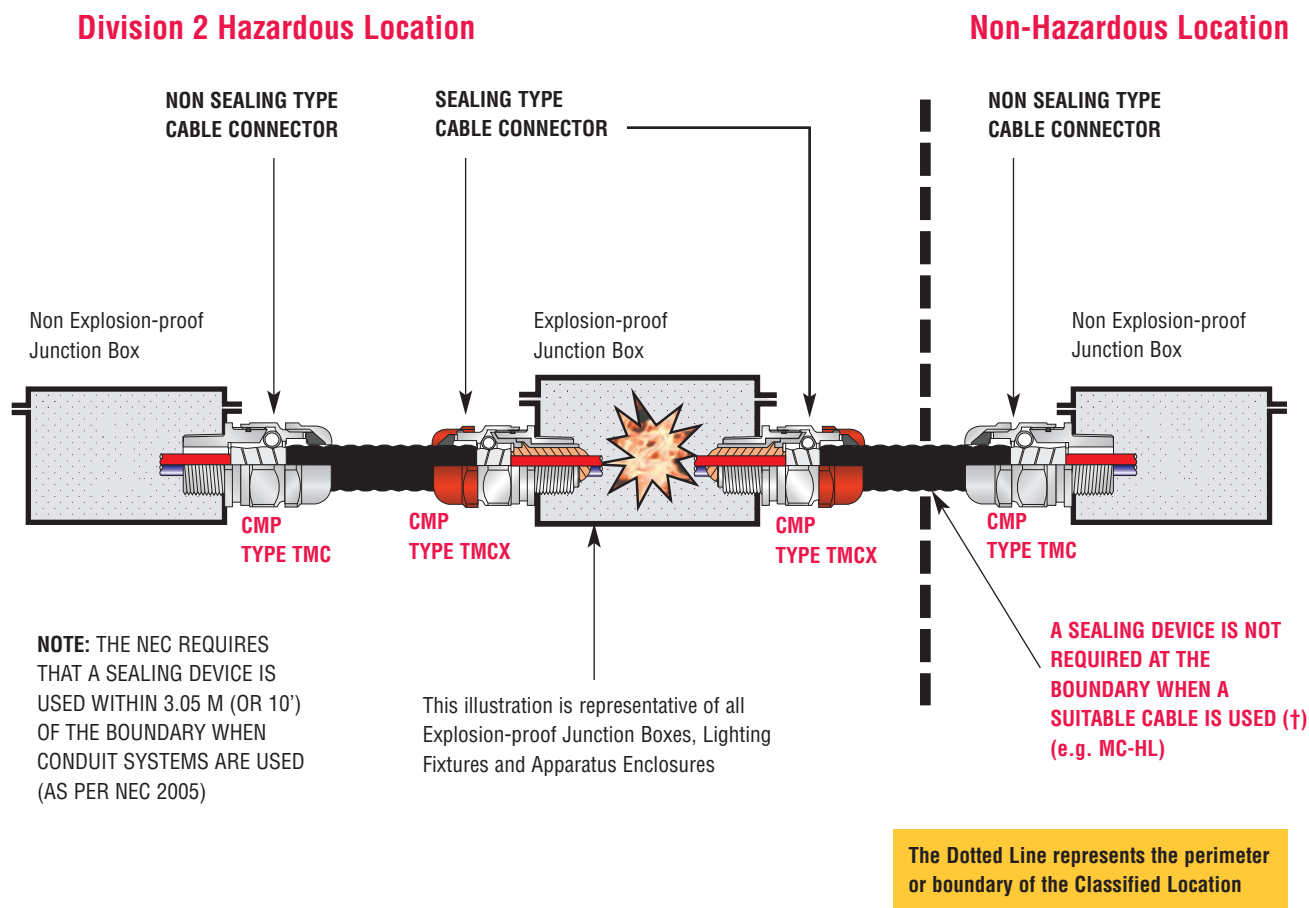 Division 2 Hazardous Location
Non-Hazardous Location
NON SEALING TYPE
CABLE CONNECTOR
SEALING TYPE
CABLE CONNECTOR
NON SEALING TYPE
CABLE CONNECTOR
Non Explosion-proof
Junction Box
Explosion-proof
Junction Box
Non Explosion-proof
Junction Box
CMP
TYPE TMC
CMP
TYPE TMCX
CMP
TYPE TMCX
CMP
TYPE TMC
NOTE: THE NEC REQUIRES
THAT A SEALING DEVICE IS
USED WITHIN 3.05 M (OR 10’)
OF THE BOUNDARY WHEN
CONDUIT SYSTEMS ARE USED
(AS PER NEC 2005)
This illustration is representative of all
Explosion-proof Junction Boxes, Lighting
Fixtures and Apparatus Enclosures
A SEALING DEVICE IS NOT
REQUIRED AT THE
BOUNDARY WHEN A
SUITABLE CABLE IS USED (†)
(e.g. MC-HL)
The Dotted Line represents the perimeter
or boundary of the Classified Location